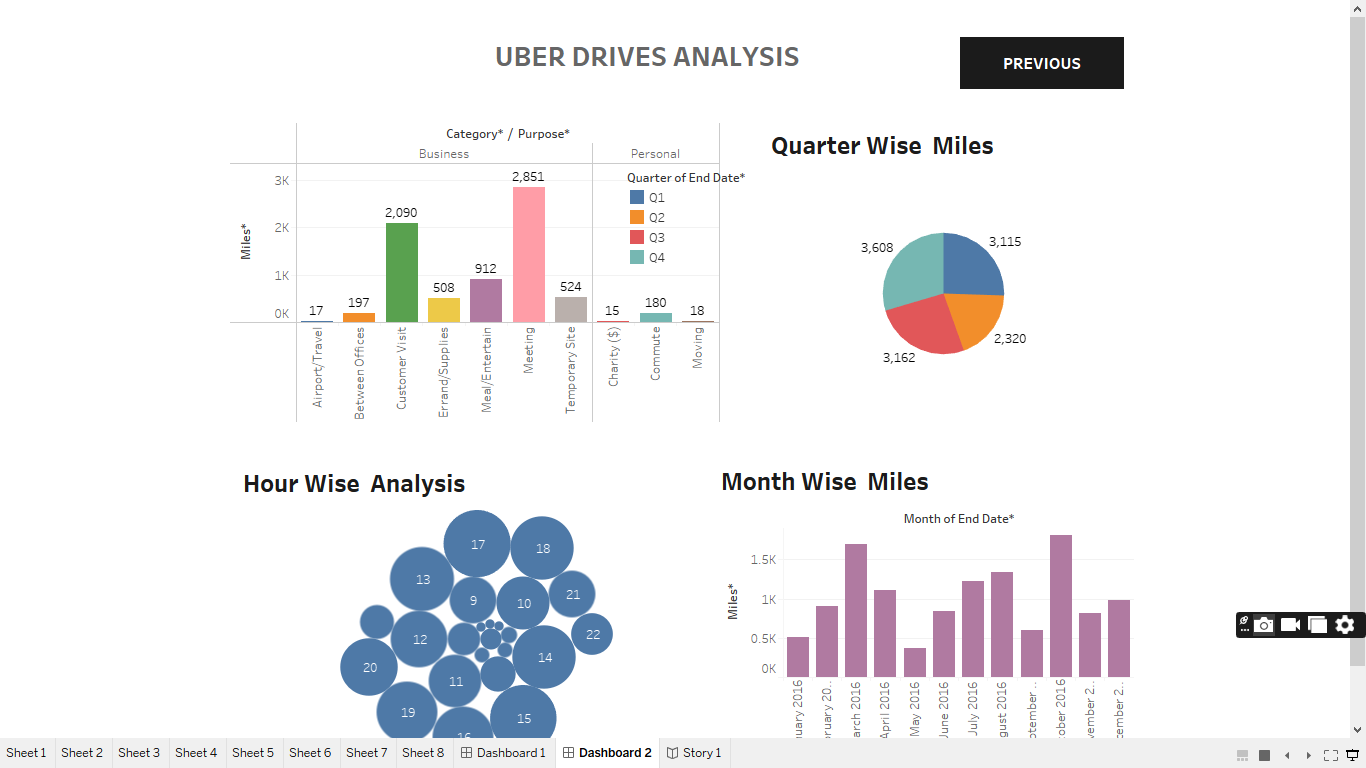 UBER DRIVES ANALYSIS
PREVIOUS
Category* / Purpose*
Business
Personal
Miles*
3K
2K
1K
0K
17
197
2,090
508
912
2,851
524
15
180
18
Airport/Travel
Between Offices
Customer Visit
Errand/Supplies
Meal/Entertain
Meeting
Temporary Site
Charity ($)
Commute
Moving
Quarter of End Date*
Q1
Q2
Q3
Q4
Quarter Wise Miles
3,608
3,115
2,320
3,162
Hour Wise Analysis
17
18
13
9
10
21
12
22
14
20
11
19
15
16
Month Wise Miles
Month of End Date*
Miles*
1.5K
1K
0.5K
0K
nuary 2016
bruary 20..
arch 2016
April 2016
May 2016
June 2016
July 2016
ugust 2016
ptember ..
tober 2016
vember 2..
cember 2..
Sheet 1
Sheet 2
Sheet 3
Sheet 4
Sheet 5
Sheet 6
Sheet 7
Sheet 8
Dashboard 1
Dashboard 2
Story 1